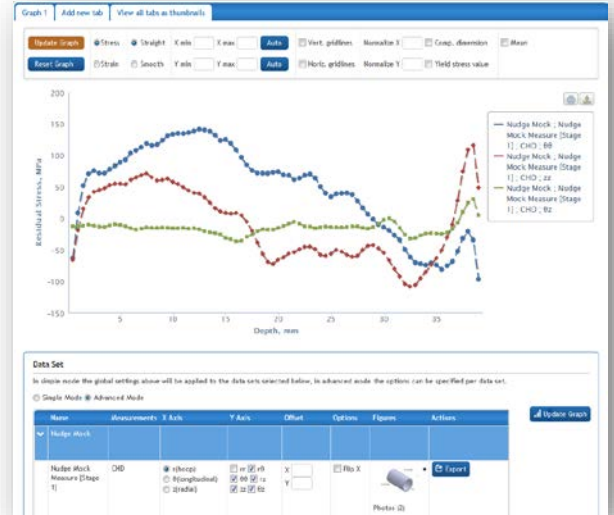 Graph 1 Add new tab View all tabs as thumbnails
Update Graph Stress Straight X min X max Auto Vert. gridlines Normalize X Comp. dimension Mean
Reset Graph Strain Smooth Y min Y max Auto Horiz. gridlines Normalize Y Yield stress value
200
150
100
50
0
-50
-100
-150
Residual Stress, MPa
5 10 15 20 25 30 35
Depth, mm
Nudge Mock ; Nudge
Mock Measure [Stage
1] ; CHD ; θθ
Nudge Mock ; Nudge
Mock Measure [Stage
1] ; CHD ; zz
Nudge Mock ; Nudge
Mock Measure [Stage
1] ; CHD ; θz
Data Set
In simple mode the global settings above will be applied to the data sets selected below, in advanced mode the options can be specified per data set.
Simple Mode Advanced Mode
Update Graph
Name Measurements X Axis Y Axis Offset Options Figures Actions
Nudge Mock
Nudge Mock CHD r(hoop) rr rθ X Flip X Export
Measure [Stage θ(longitudinal) θθ Y
1] z(radial) zz θz
Photos (2)